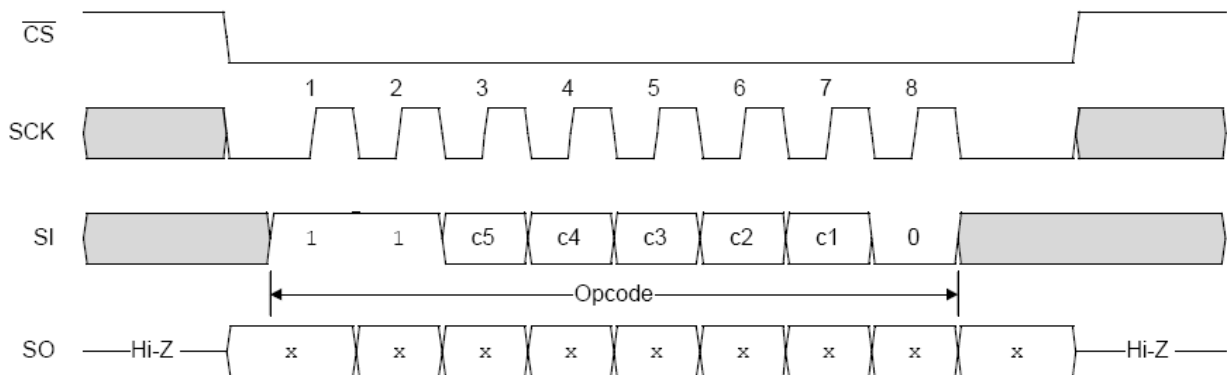 CS
1 2 3 4 5 6 7 8
SCK
SI 1 1 c5 c4 c3 c2 c1 0
Opcode
SO Hi-Z x x x x x x x x x Hi-Z